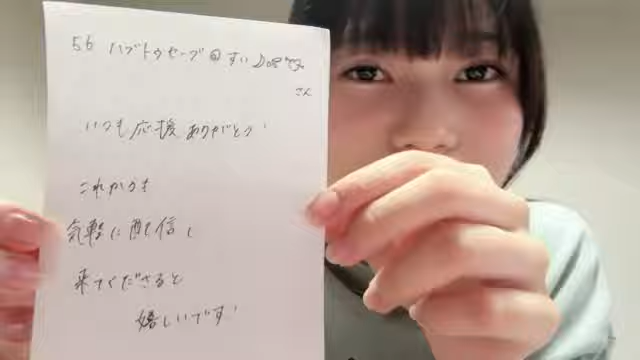 56 ハブトゥセーブ@すい
さん
いつも応援ありがとう!
これからも
気軽に配信に
来てくださると
嬉しいです!